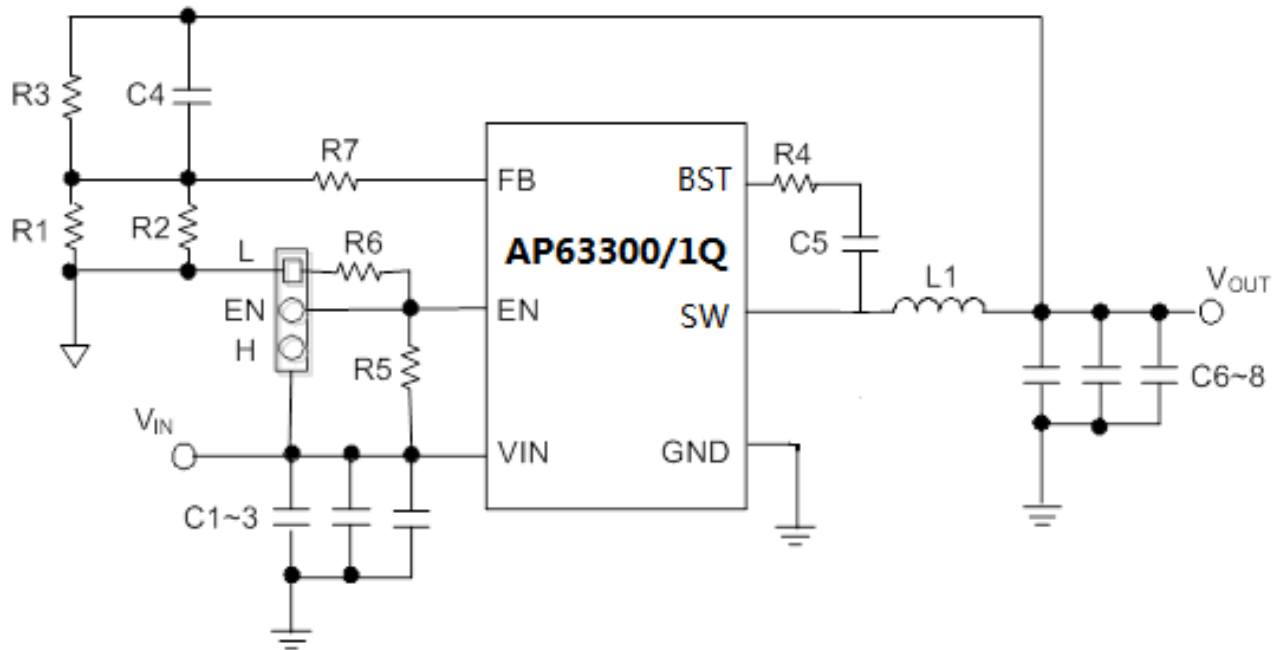 R3
C4
R7
R4
FB
BST
R1
R2
L
R6
AP63300/1Q
C5
L1
VOUT
EN
EN
SW
H
R5
C6~8
VIN
VIN
GND
C1~3